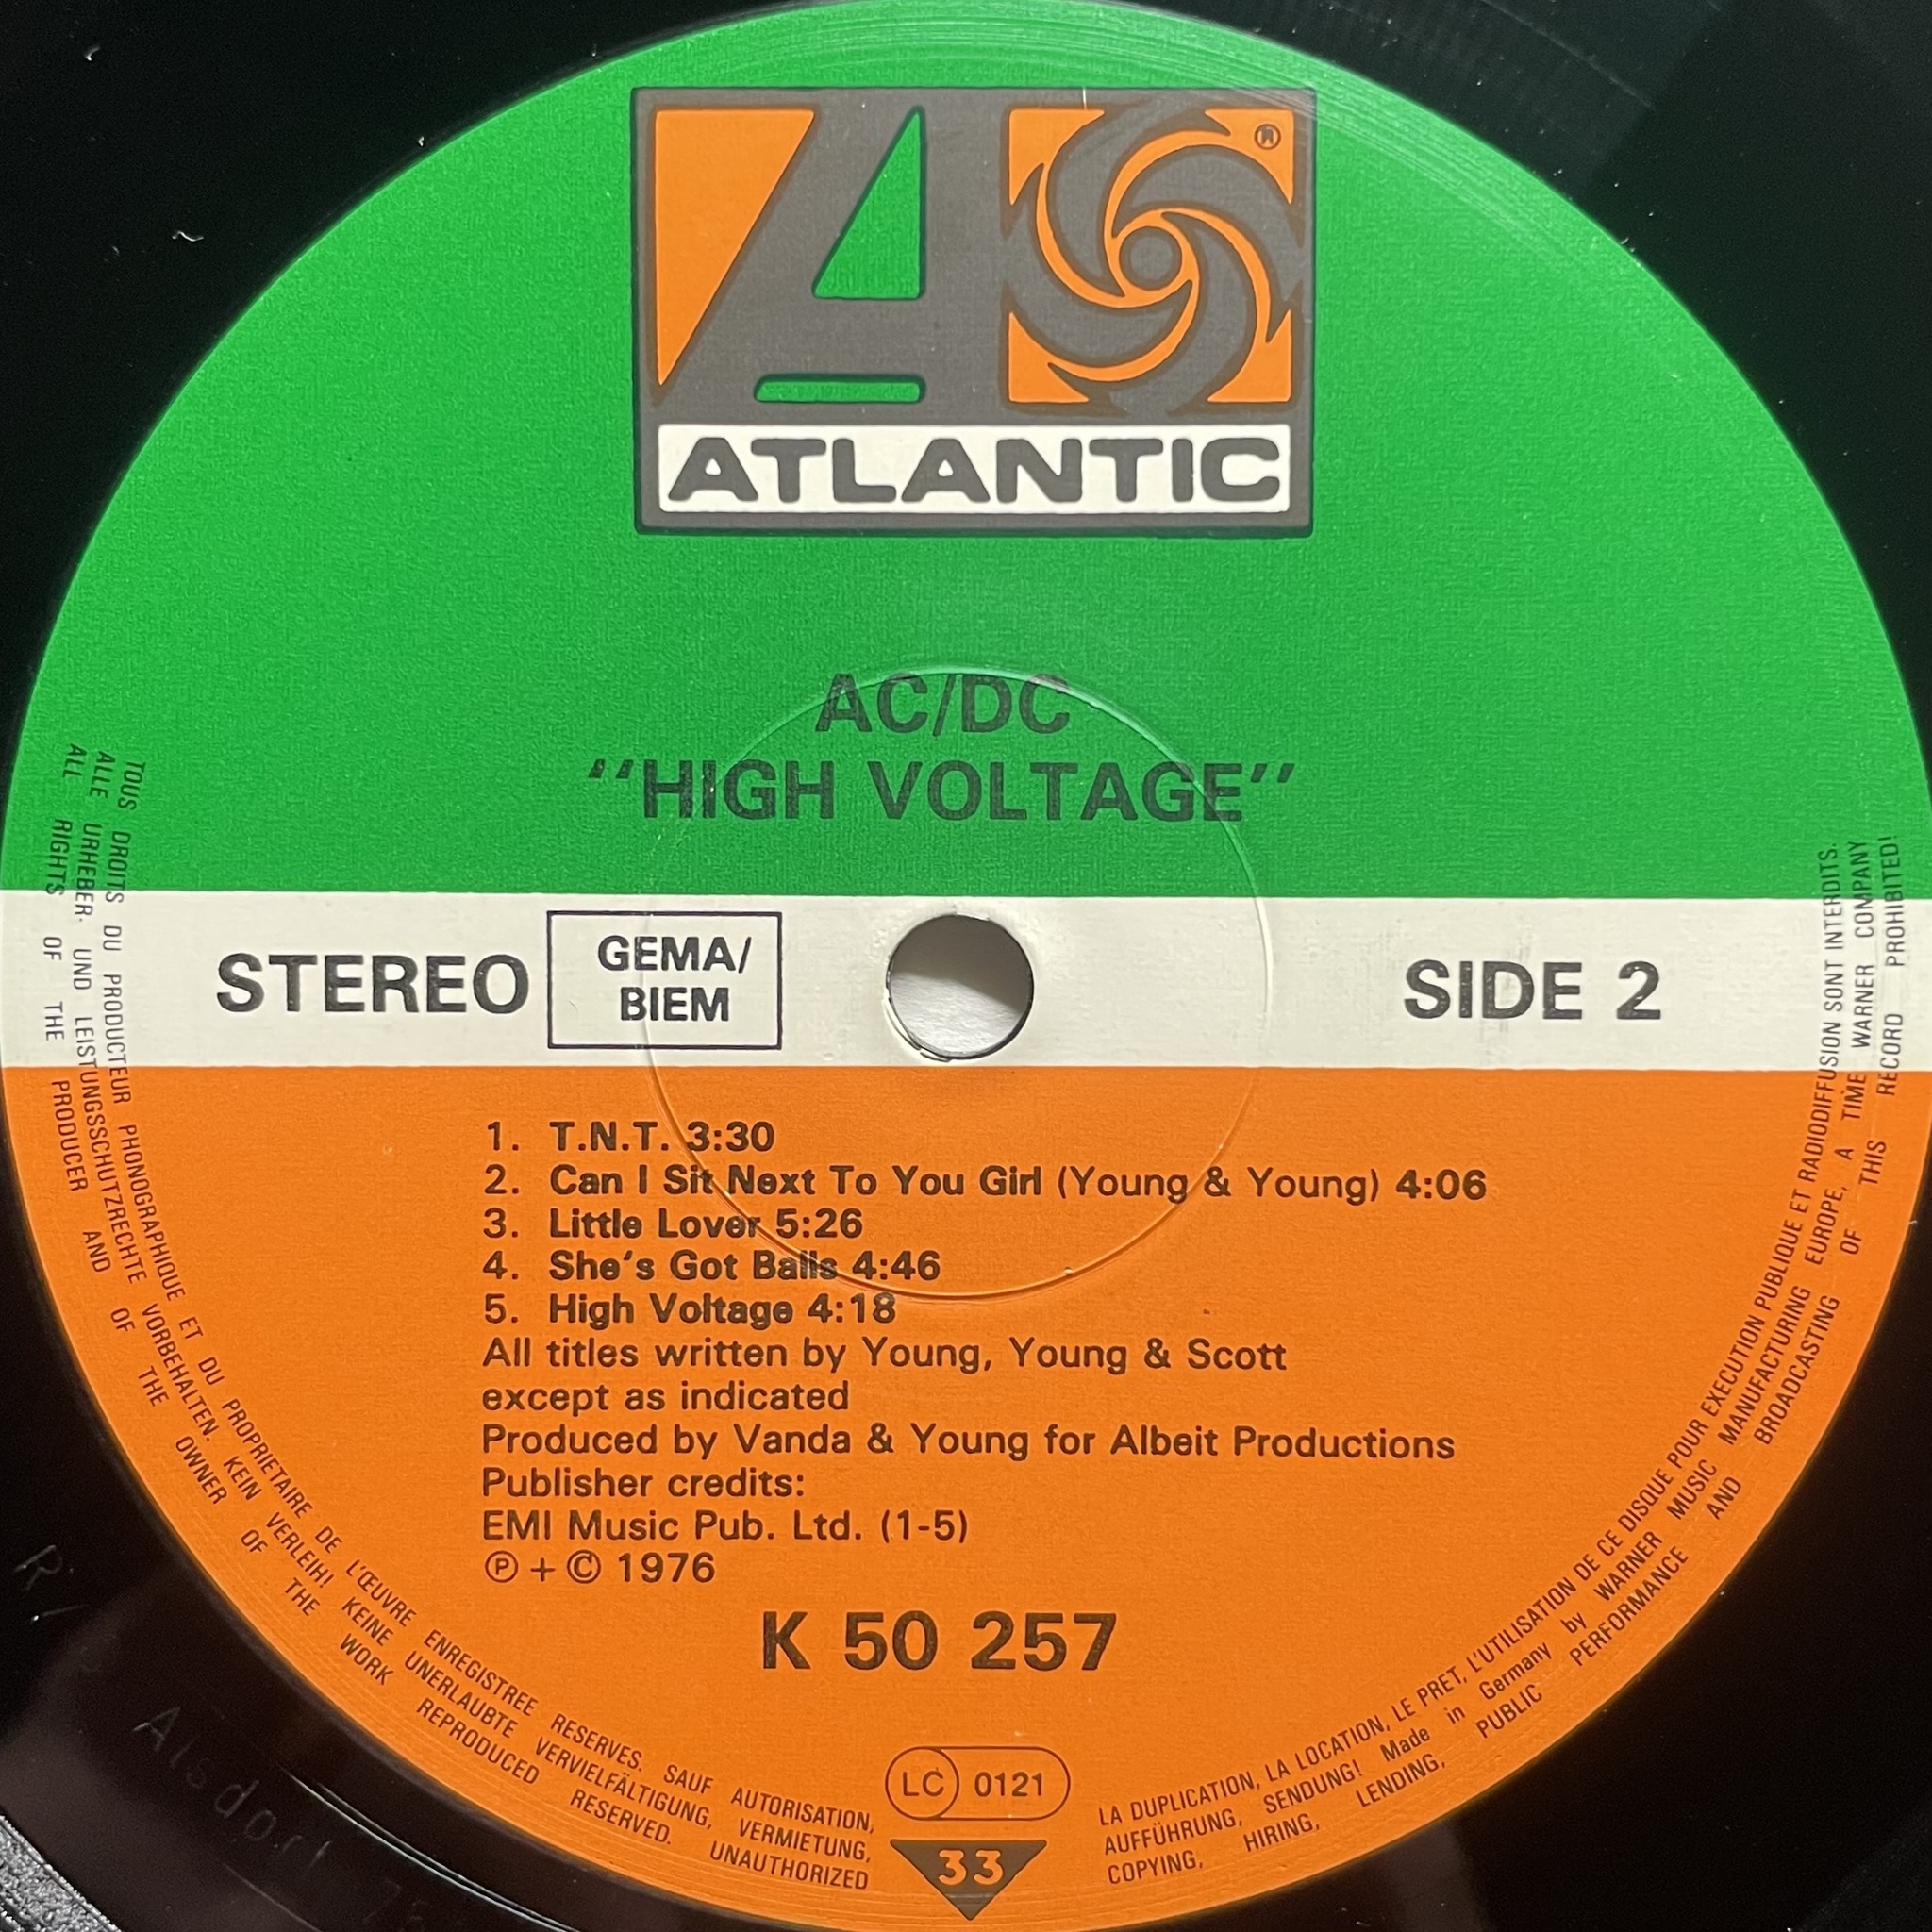 ®
ATLANTIC
AC/DC
“HIGH VOLTAGE”
STEREO
GEMA/
BIEM
SIDE 2
1. T.N.T. 3:30
2. Can I Sit Next To You Girl (Young & Young) 4:06
3. Little Lover 5:26
4. She's Got Balls 4:46
5. High Voltage 4:18
All titles written by Young, Young & Scott
except as indicated
Produced by Vanda & Young for Albeit Productions
Publisher credits:
EMI Music Pub. Ltd. (1-5)
Ⓟ + © 1976
K 50 257
LC 0121
33
TOUS DROITS DU PRODUCTEUR PHONOGRAPHIQUE ET DU PROPRIETAIRE DE L'ŒUVRE ENREGISTREE RESERVES. SAUF AUTORISATION, LA DUPLICATION, LA LOCATION, LE PRET, L'UTILISATION DE CE DISQUE POUR EXECUTION PUBLIQUE ET RADIODIFFUSION SONT INTERDITS.
ALLE URHEBER- UND LEISTUNGSSCHUTZRECHTE VORBEHALTEN. KEIN VERLEIH! KEINE UNERLAUBTE VERVIELFÄLTIGUNG, VERMIETUNG, AUFFÜHRUNG, SENDUNG! Made in Germany by WARNER MUSIC MANUFACTURING EUROPE, A TIME WARNER COMPANY
ALL RIGHTS OF THE PRODUCER AND OF THE OWNER OF THE WORK REPRODUCED RESERVED. UNAUTHORIZED COPYING, HIRING, LENDING, PUBLIC PERFORMANCE AND BROADCASTING OF THIS RECORD PROHIBITED!
Alsdorf